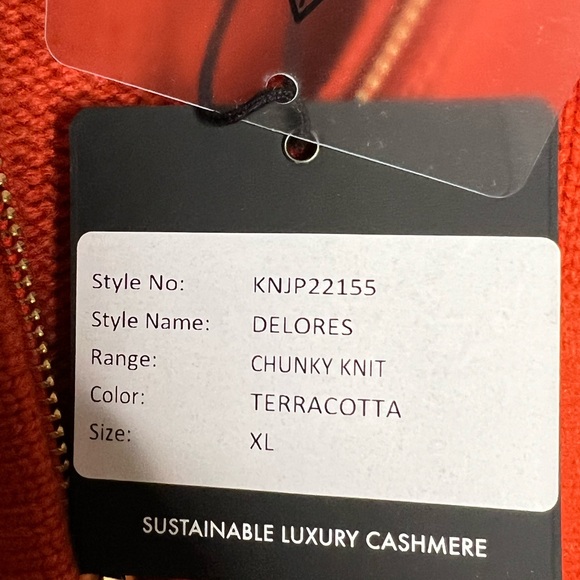 Style No: KNJP22155
Style Name: DELORES
Range: CHUNKY KNIT
Color: TERRACOTTA
Size: XL
SUSTAINABLE LUXURY CASHMERE